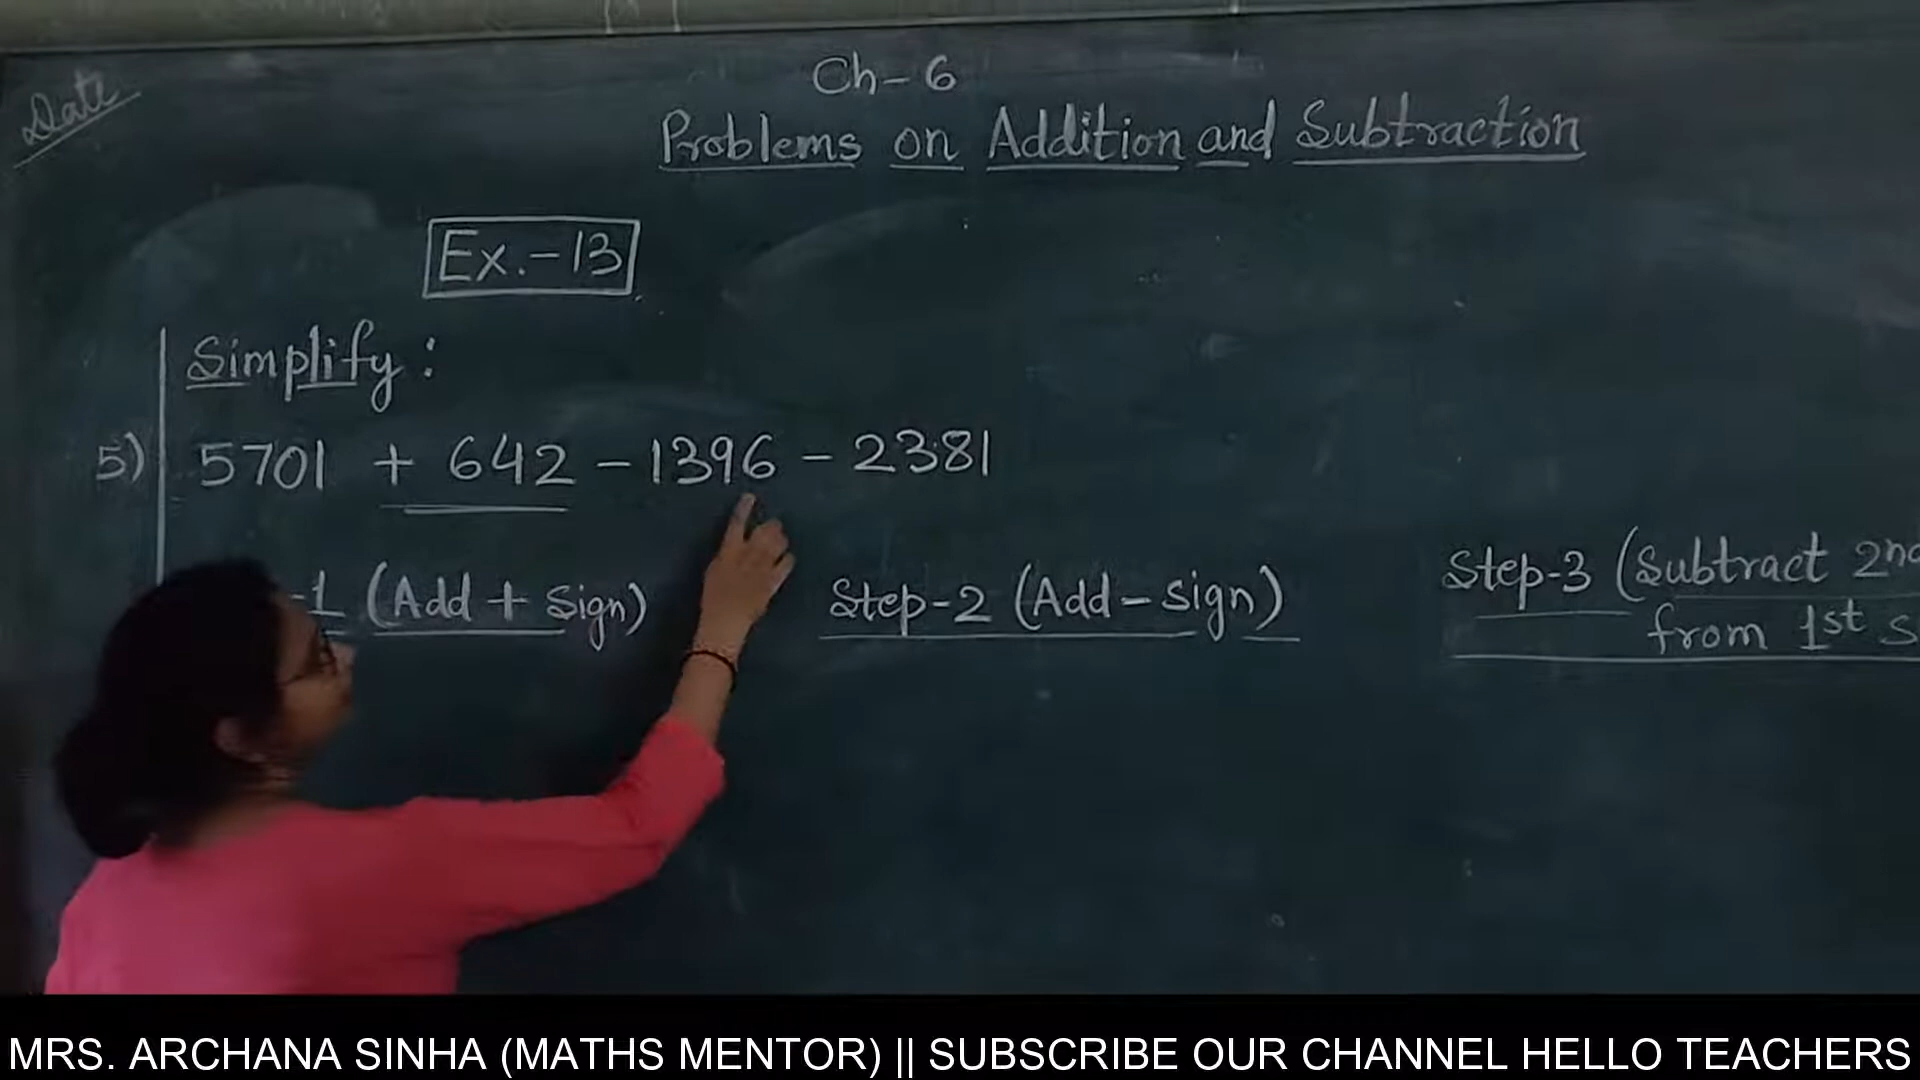 Date
Ch-6
Problems on Addition and Subtraction
Ex.-13
Simplify:
5) 5701 + 642 - 1396 - 2381
-1 (Add + sign)
Step-2 (Add - sign)
Step-3 (Subtract 2nd
from 1st S
MRS. ARCHANA SINHA (MATHS MENTOR) || SUBSCRIBE OUR CHANNEL HELLO TEACHERS